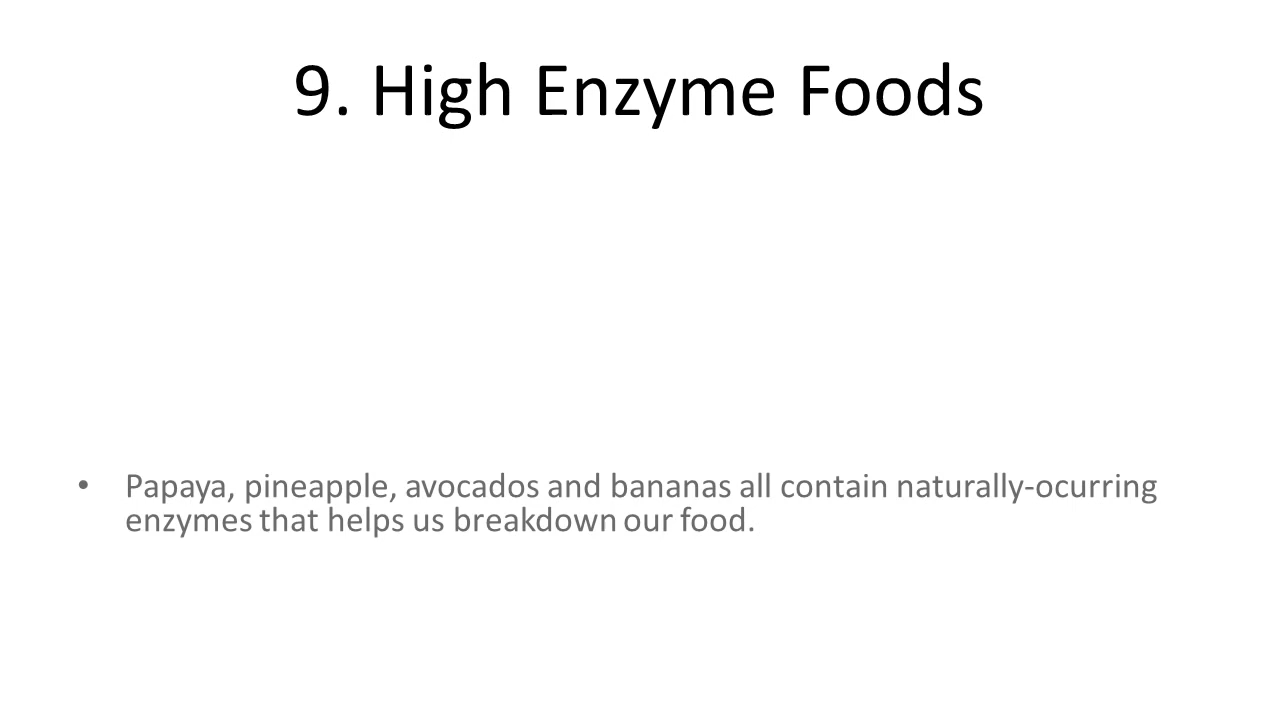 9. High Enzyme Foods
• Papaya, pineapple, avocados and bananas all contain naturally-ocurring
enzymes that helps us breakdown our food.